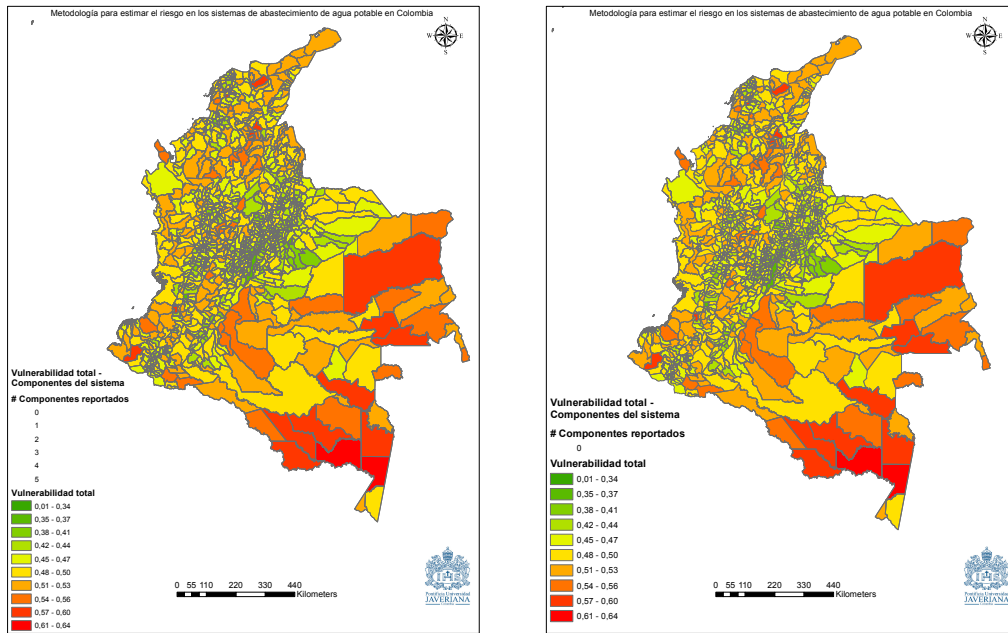 Metodología para estimar el riesgo en los sistemas de abastecimiento de agua potable en Colombia
N
W E
S
Vulnerabilidad total -
Componentes del sistema
# Componentes reportados
0
1
2
3
4
5
Vulnerabilidad total
0,01 - 0,34
0,35 - 0,37
0,38 - 0,41
0,42 - 0,44
0,45 - 0,47
0,48 - 0,50
0,51 - 0,53
0,54 - 0,56
0,57 - 0,60
0,61 - 0,64
0 55 110 220 330 440
Kilometers
Pontificia Universidad
JAVERIANA
Metodología para estimar el riesgo en los sistemas de abastecimiento de agua potable en Colombia
N
W E
S
Vulnerabilidad total -
Componentes del sistema
# Componentes reportados
0
Vulnerabilidad total
0,01 - 0,34
0,35 - 0,37
0,38 - 0,41
0,42 - 0,44
0,45 - 0,47
0,48 - 0,50
0,51 - 0,53
0,54 - 0,56
0,57 - 0,60
0,61 - 0,64
0 55 110 220 330 440
Kilometers
Pontificia Universidad
JAVERIANA